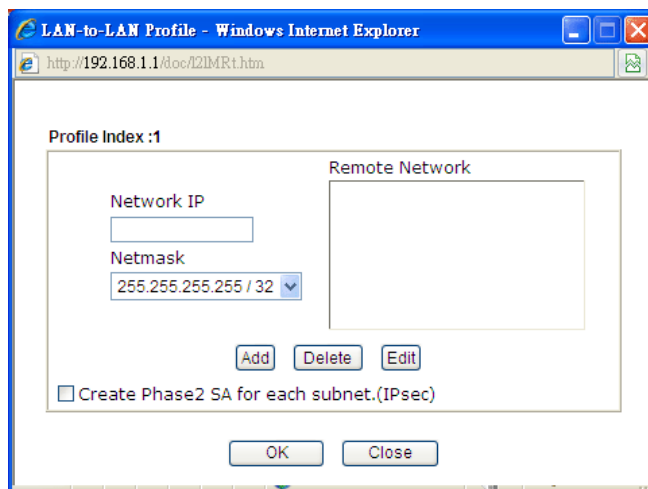 LAN-to-LAN Profile - Windows Internet Explorer
http://192.168.1.1/doc/l2lMRt.htm
Profile Index :1
Remote Network
Network IP
Netmask
255.255.255.255 / 32
Add Delete Edit
Create Phase2 SA for each subnet.(IPsec)
OK Close